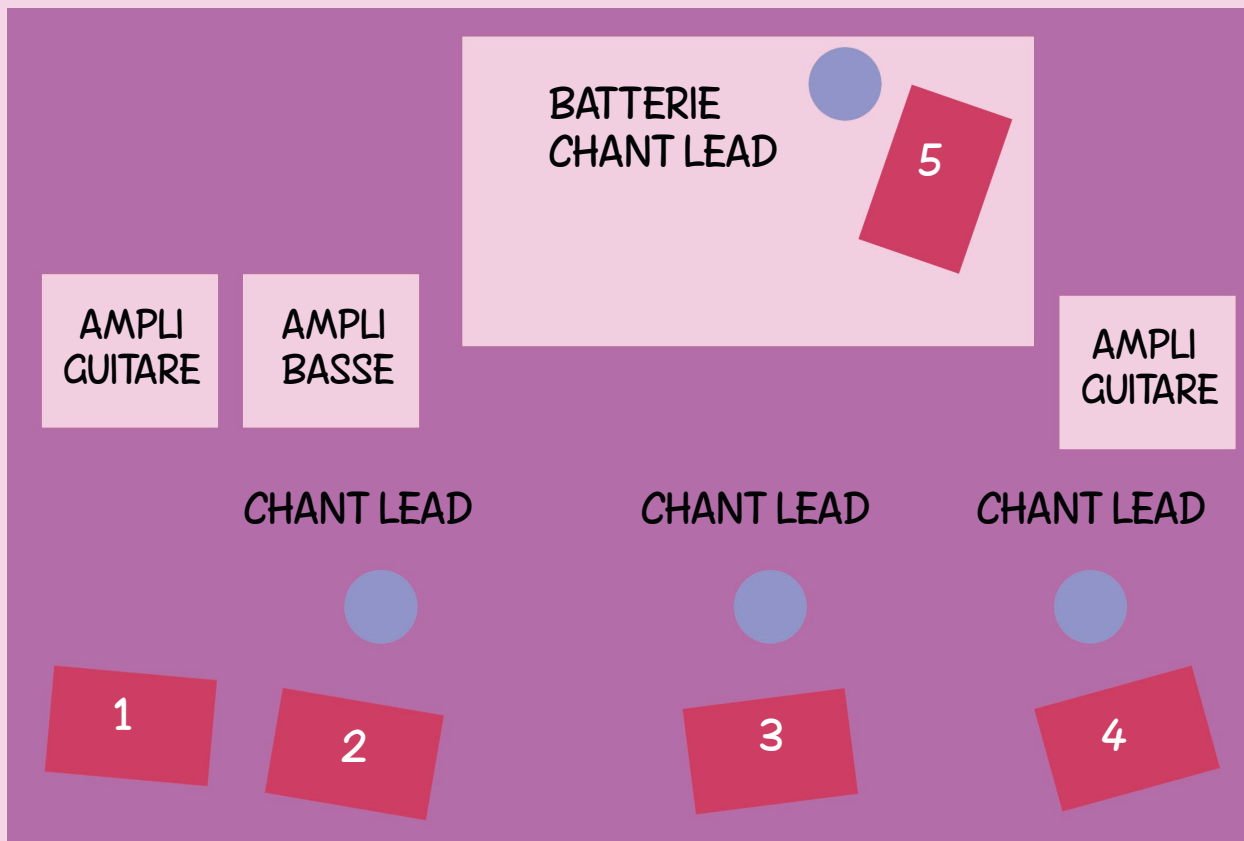 BATTERIE
CHANT LEAD
5
AMPLI
GUITARE
AMPLI
BASSE
AMPLI
GUITARE
CHANT LEAD
CHANT LEAD
CHANT LEAD
1
2
3
4